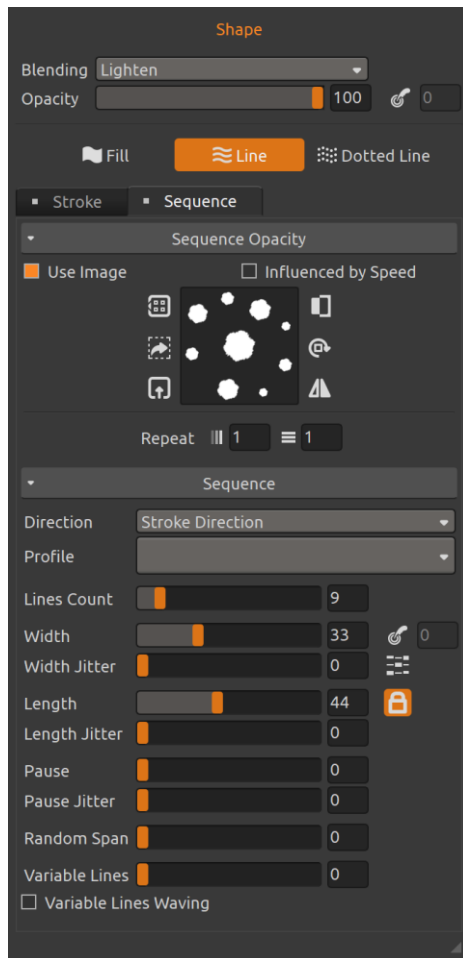 Shape
Blending Lighten
Opacity 100 0
Fill Line Dotted Line
Stroke Sequence
Sequence Opacity
Use Image Influenced by Speed
Repeat 1 1
Sequence
Direction Stroke Direction
Profile
Lines Count 9
Width 33 0
Width Jitter 0
Length 44
Length Jitter 0
Pause 0
Pause Jitter 0
Random Span 0
Variable Lines 0
Variable Lines Waving